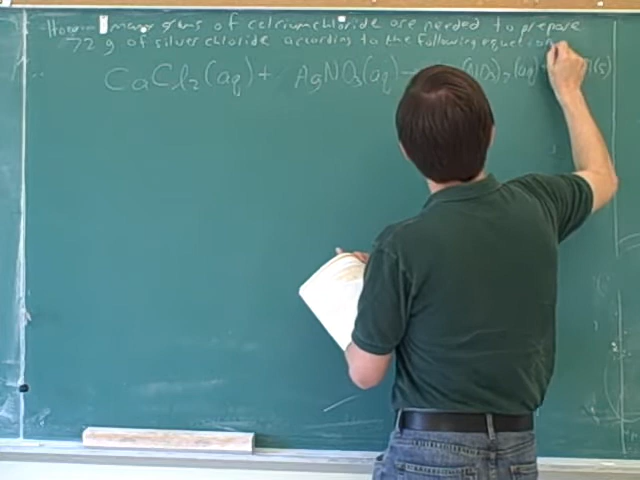 How many grams of calcium chloride are needed to prepare
72 g of silver chloride according to the following equation
CaCl₂(aq) + AgNO₃(aq) → (NO₃)₂(aq) + (s)